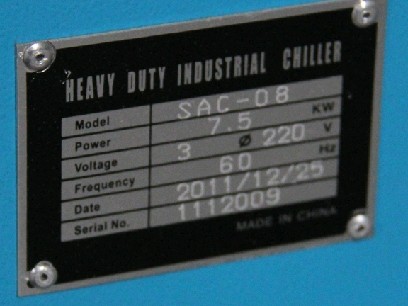 HEAVY DUTY INDUSTRIAL CHILLER
Model SAC-08
Power 7.5 KW
Voltage 3 Ø 220 V
Frequency 60 Hz
Date 2011/12/25
Serial No. 1112009
MADE IN CHINA